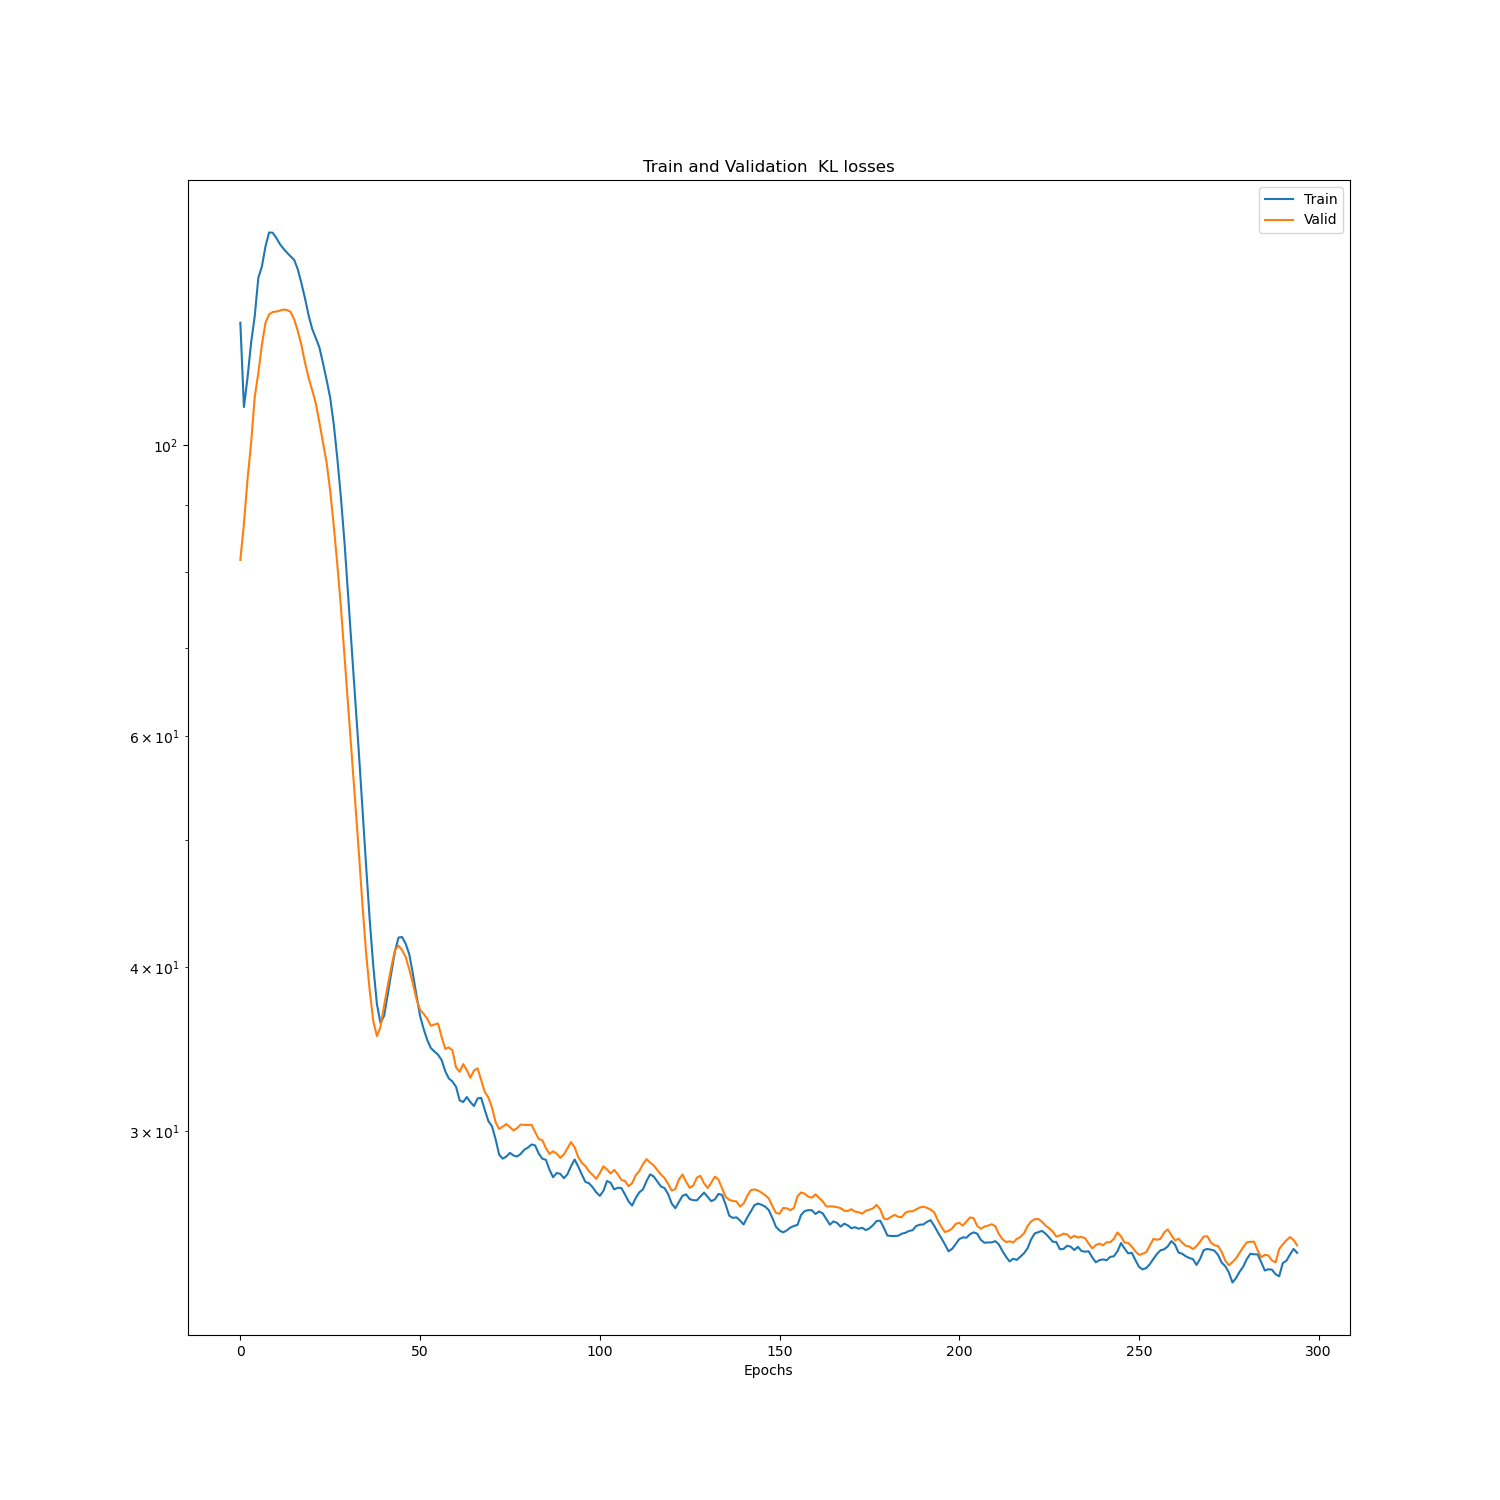 Train and Validation  KL losses
Train
Valid
10²
6 × 10¹
4 × 10¹
3 × 10¹
0 50 100 150 200 250 300
Epochs